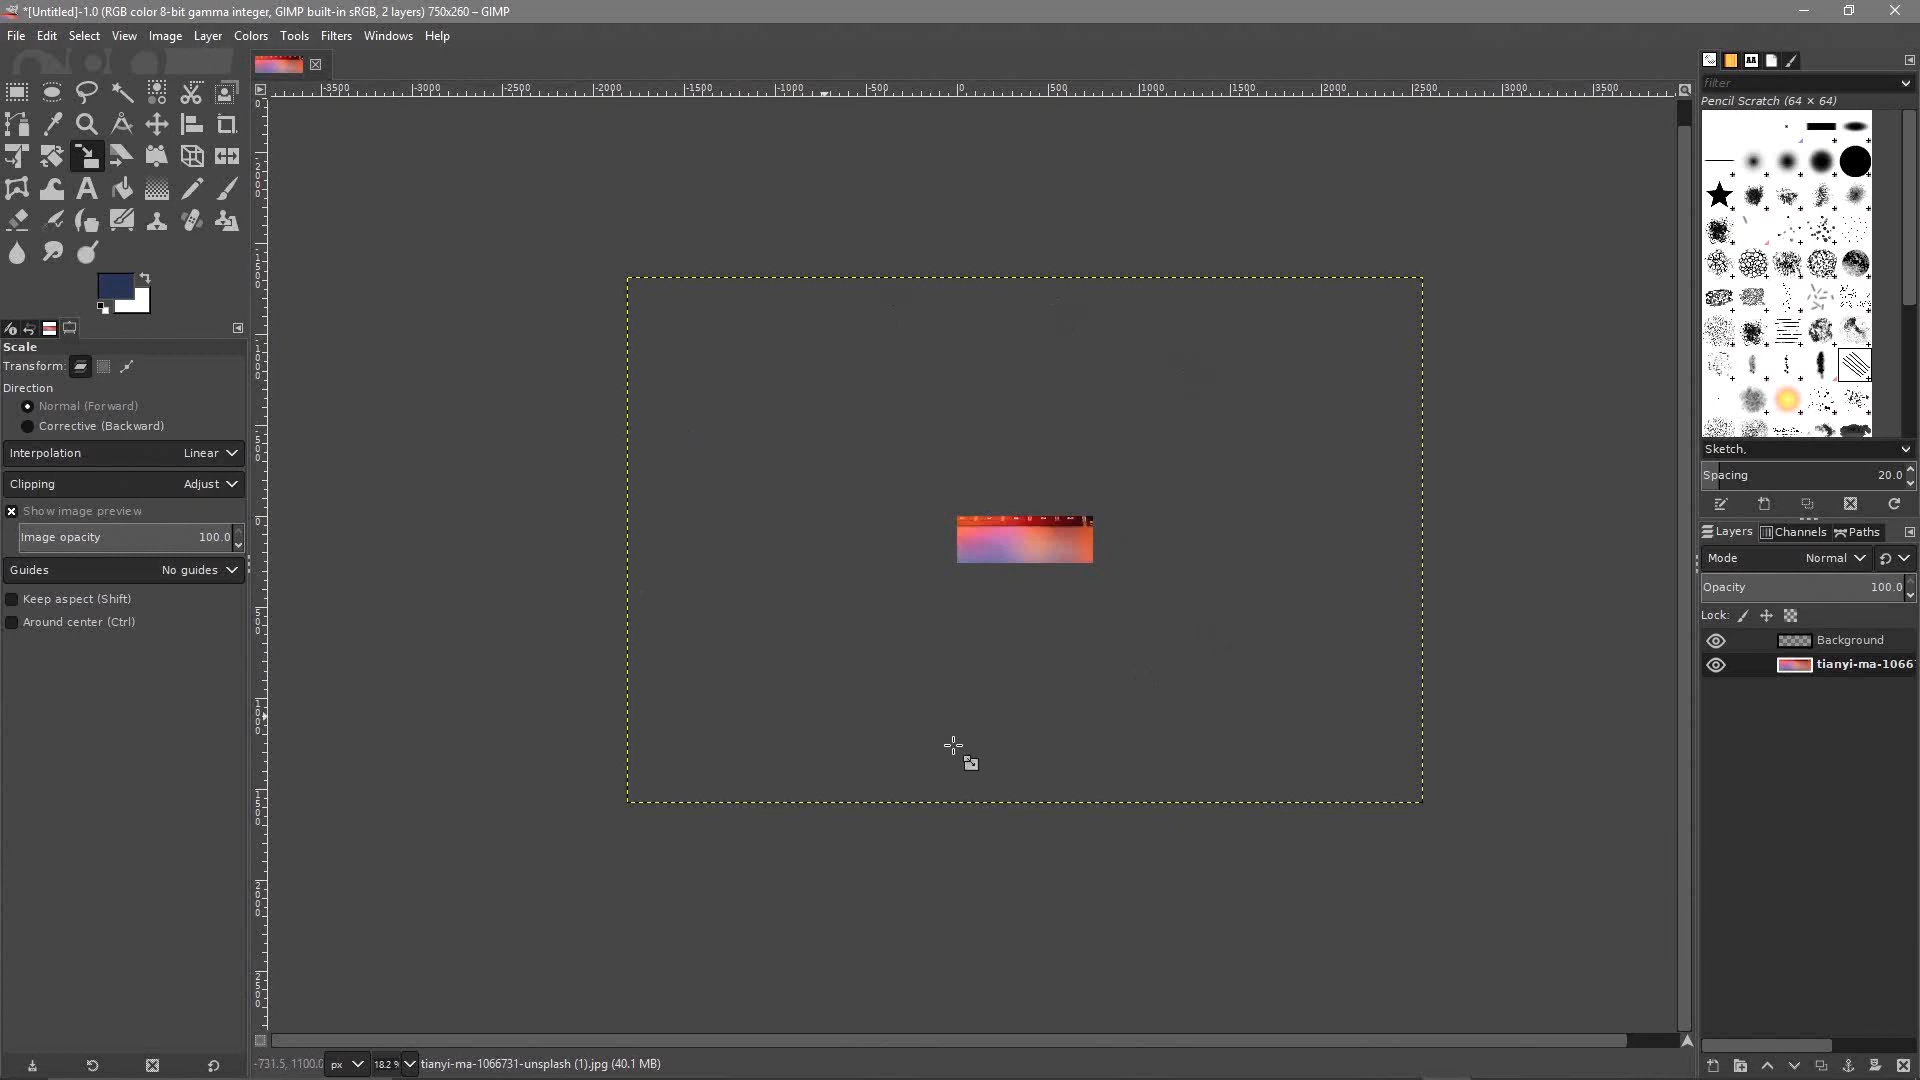 *[Untitled]-1.0 (RGB color 8-bit gamma integer, GIMP built-in sRGB, 2 layers) 750x260 – GIMP
File Edit Select View Image Layer Colors Tools Filters Windows Help
-3500 -3000 -2500 -2000 -1500 -1000 -500 0 500 1000 1500 2000 2500 3000 3500
filter
Pencil Scratch (64 × 64)
Scale
Transform:
Direction
Normal (Forward)
Corrective (Backward)
Interpolation Linear
Clipping Adjust
Show image preview
Image opacity 100.0
Guides No guides
Keep aspect (Shift)
Around center (Ctrl)
Sketch,
Spacing 20.0
Layers Channels Paths
Mode Normal
Opacity 100.0
Lock:
Background
tianyi-ma-1066
-731.5, 1100.0 px 18.2 % tianyi-ma-1066731-unsplash (1).jpg (40.1 MB)